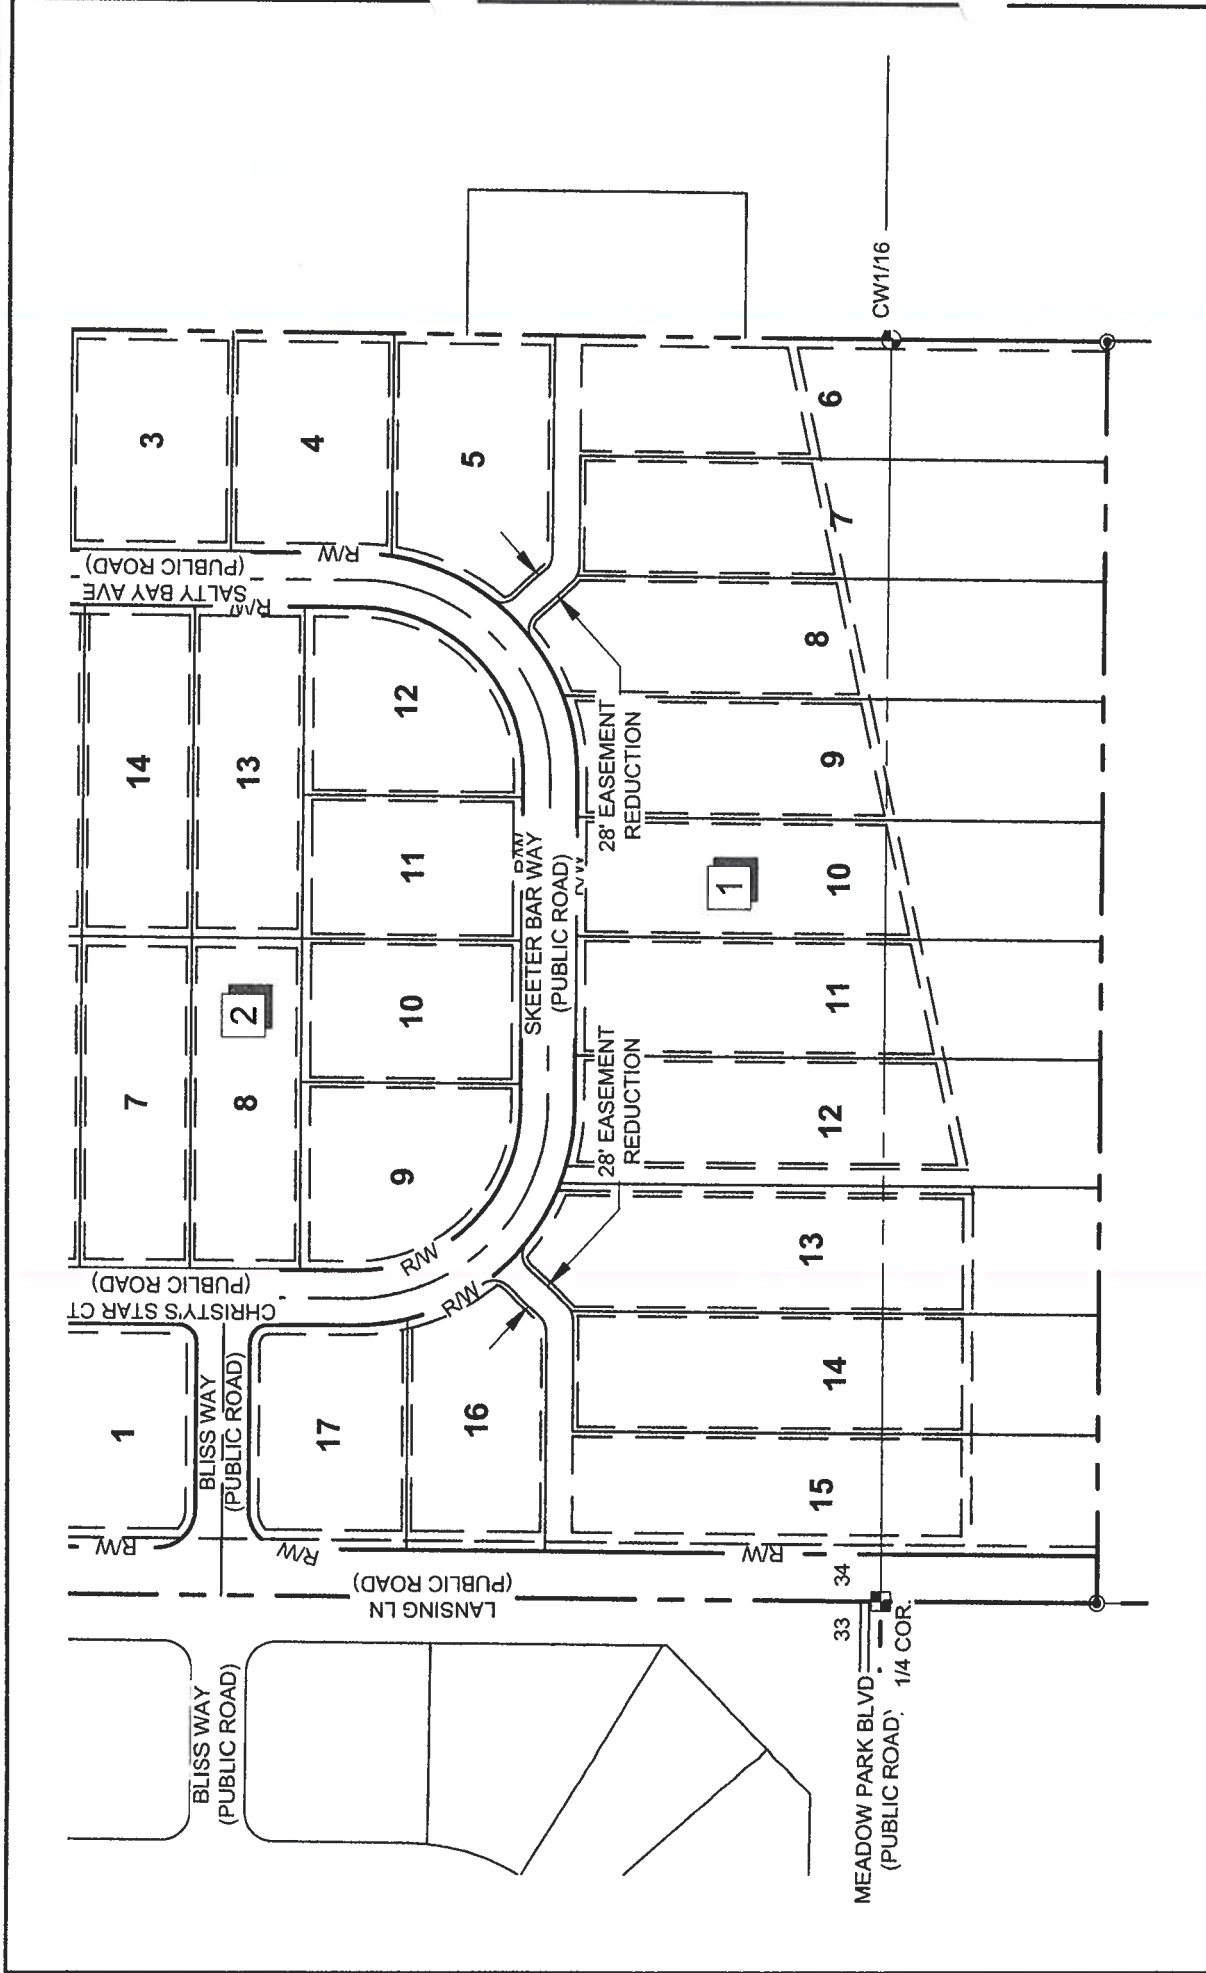 CW1/16
3
4
5
6
R/W
SALTY BAY AVE
(PUBLIC ROAD)
R/W
7
8
14
13
12
28' EASEMENT
REDUCTION
9
11
SKEETER BAR WAY
(PUBLIC ROAD)
R/W
1
10
7
2
8
10
11
28' EASEMENT
REDUCTION
9
12
R/W
R/W
CHRISTY'S STAR CT
(PUBLIC ROAD)
13
1
BLISS WAY
(PUBLIC ROAD)
17
16
14
15
R/W
R/W
R/W
34
LANSING LN
(PUBLIC ROAD)
33
1/4 COR.
BLISS WAY
(PUBLIC ROAD)
MEADOW PARK BLVD
(PUBLIC ROAD)